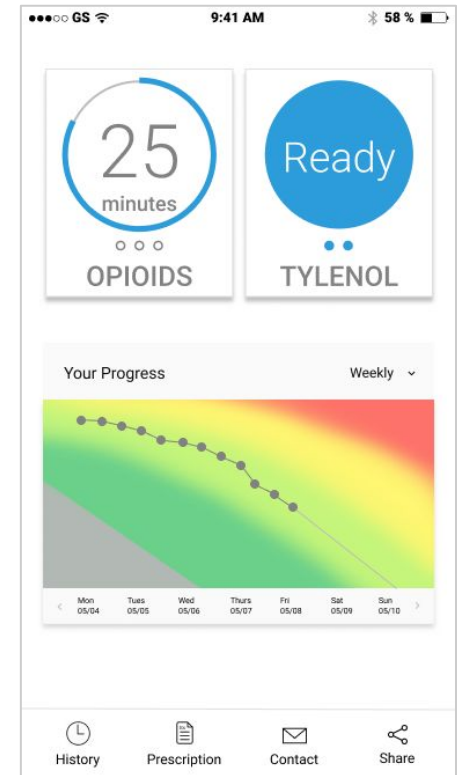 GS 9:41 AM 58 %
25
minutes
OPIOIDS
Ready
TYLENOL
Your Progress Weekly
Mon Tues Wed Thurs Fri Sat Sun
05/04 05/05 05/06 05/07 05/08 05/09 05/10
History Prescription Contact Share